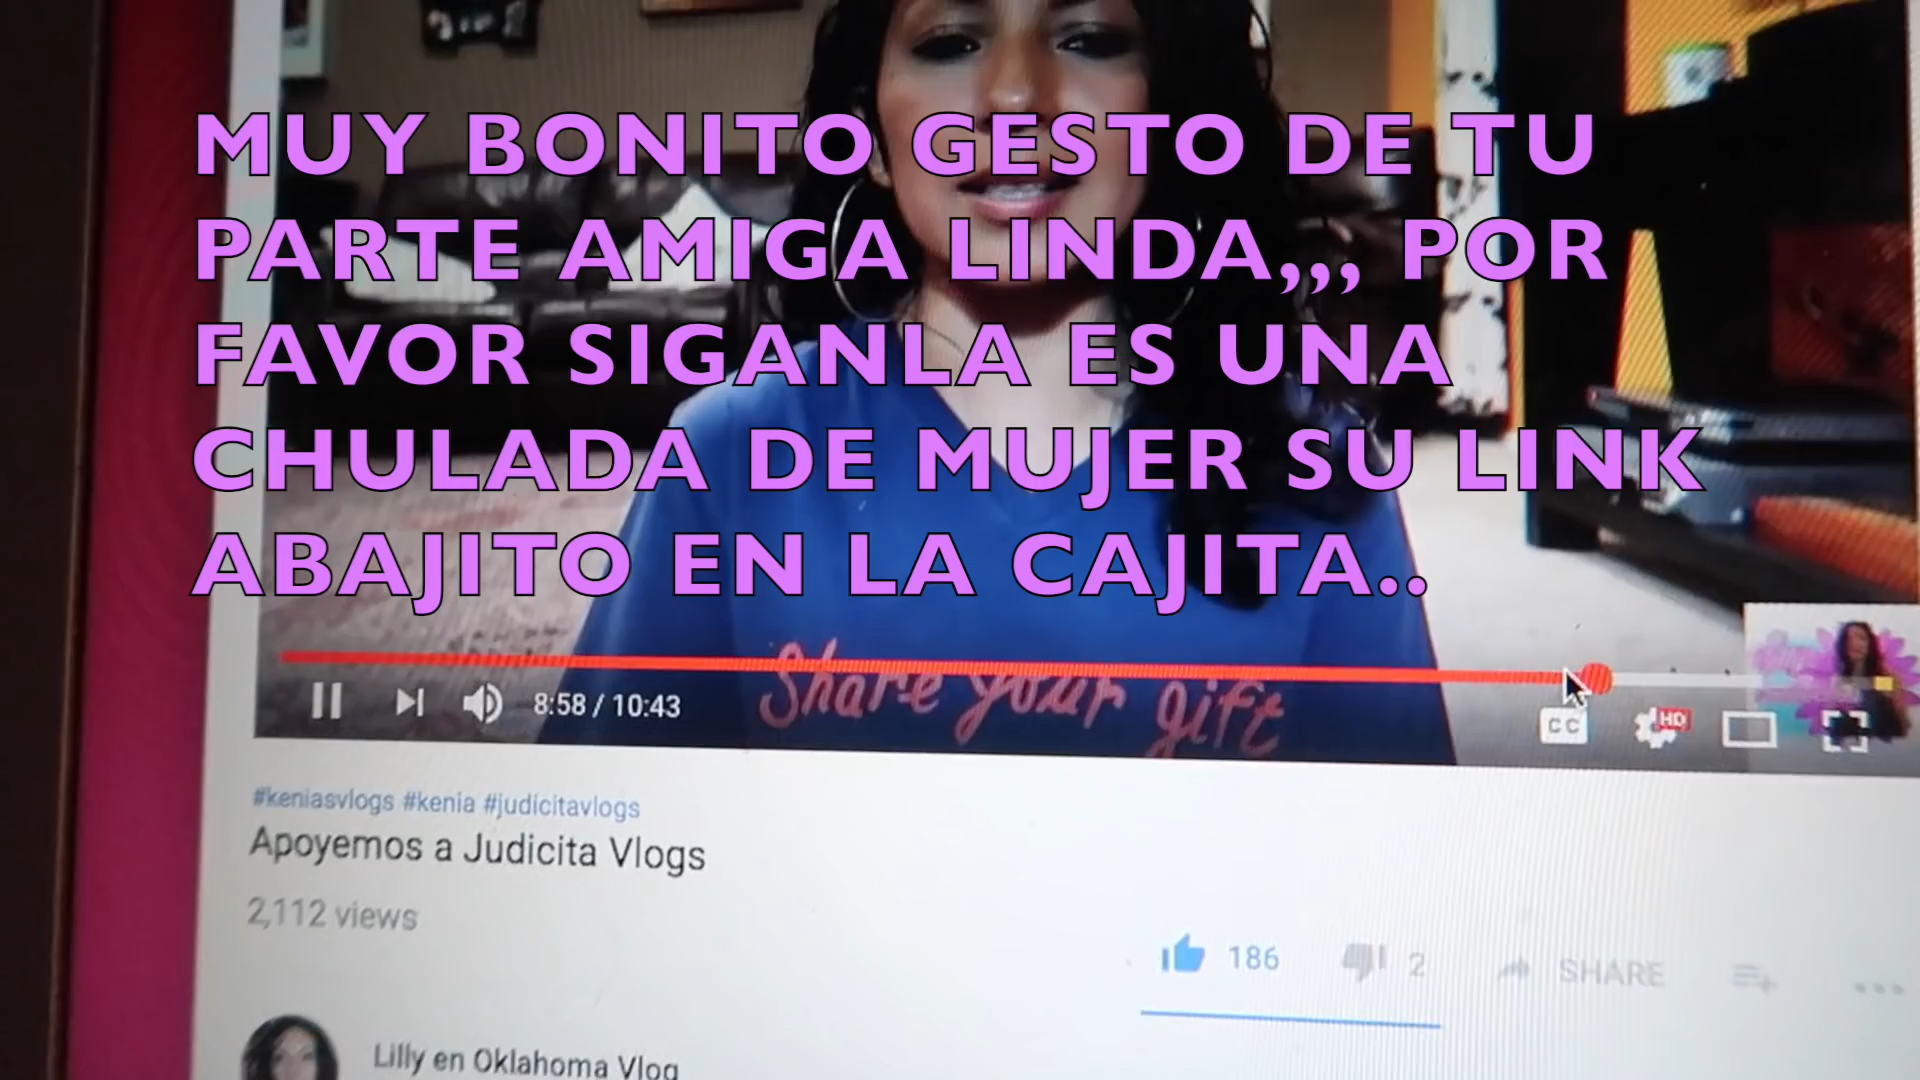 MUY BONITO GESTO DE TU
PARTE AMIGA LINDA,,, POR
FAVOR SIGANLA ES UNA
CHULADA DE MUJER SU LINK
ABAJITO EN LA CAJITA..
Share your gift
8:58 / 10:43
CC
HD
#keniasvlogs #kenia #judicitavlogs
Apoyemos a Judicita Vlogs
2,112 views
186
2
SHARE
Lilly en Oklahoma Vlog